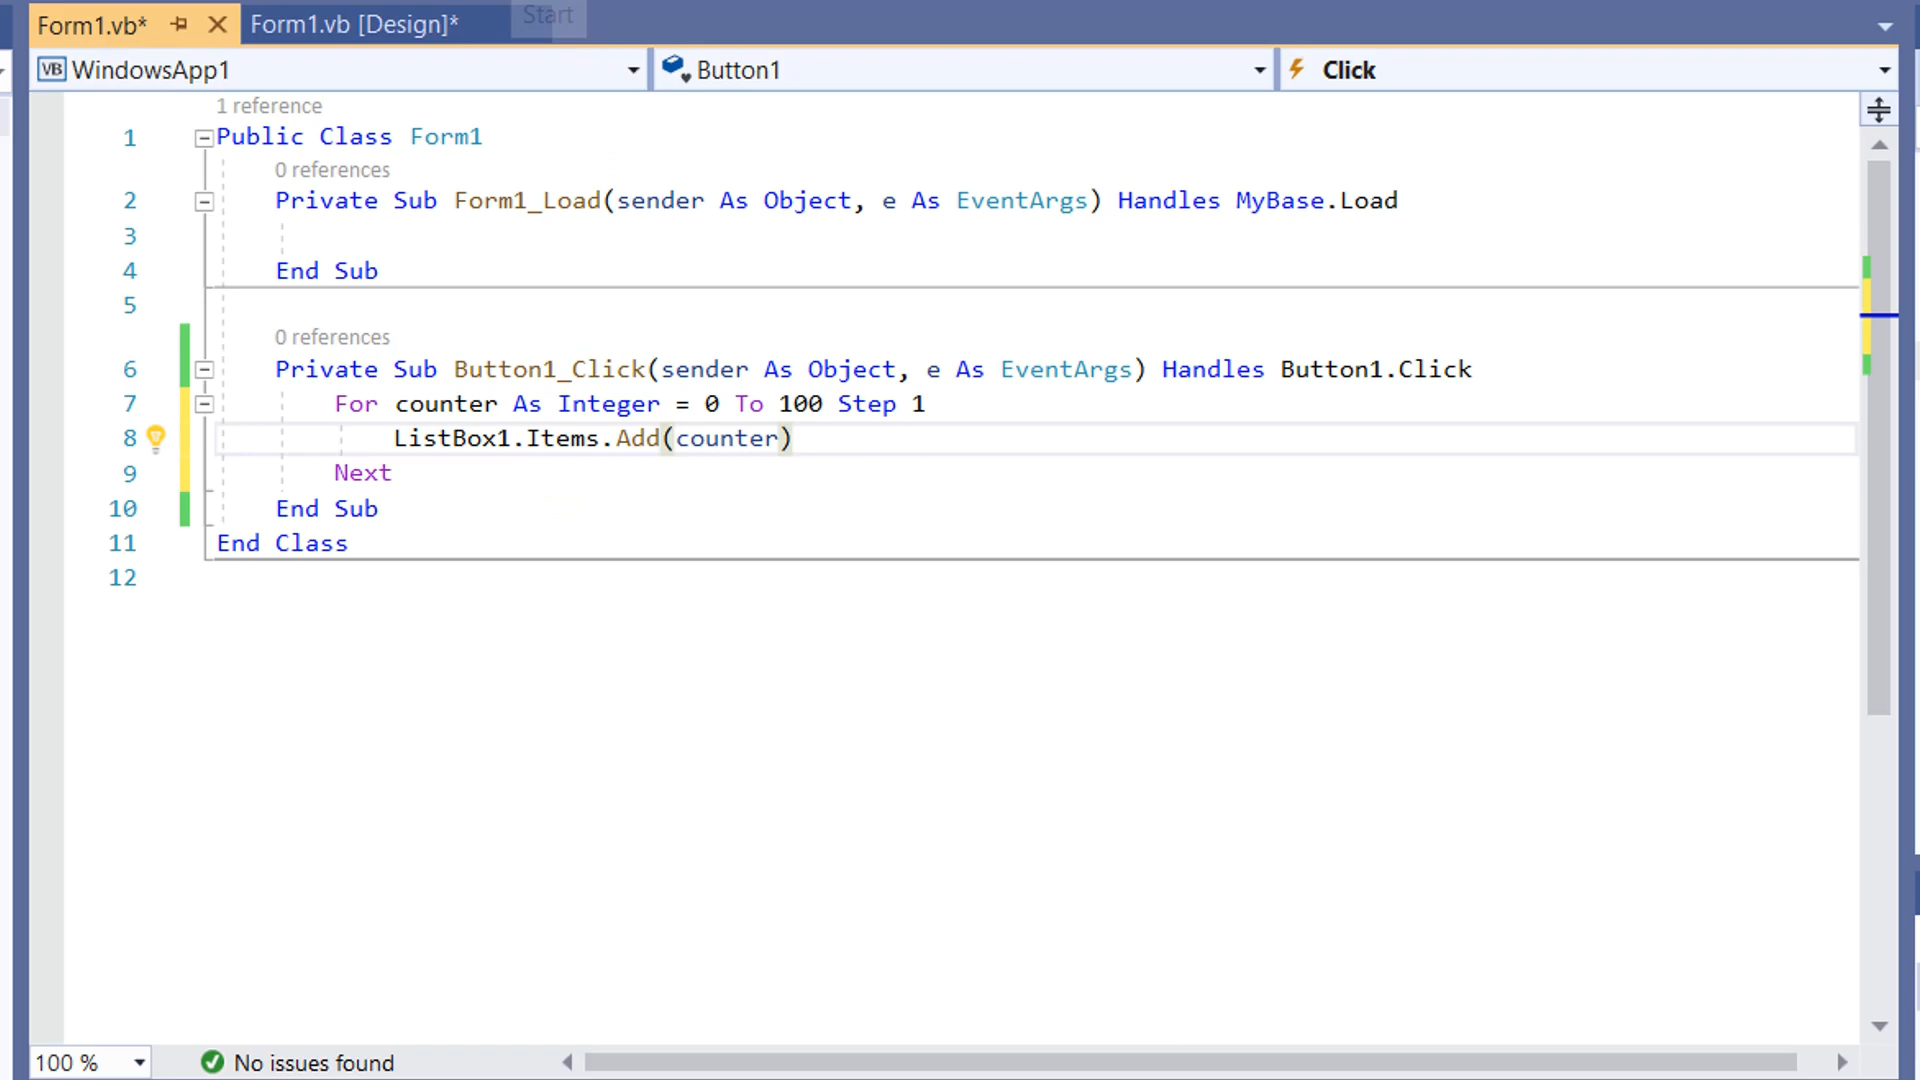 Form1.vb* Form1.vb [Design]* Start
VB WindowsApp1 Button1 Click
1 reference
1 Public Class Form1
0 references
2 Private Sub Form1_Load(sender As Object, e As EventArgs) Handles MyBase.Load
3
4 End Sub
5
0 references
6 Private Sub Button1_Click(sender As Object, e As EventArgs) Handles Button1.Click
7 For counter As Integer = 0 To 100 Step 1
8 ListBox1.Items.Add(counter)
9 Next
10 End Sub
11 End Class
12
100 % No issues found